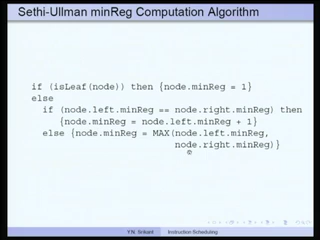 Sethi-Ullman minReg Computation Algorithm
if (isLeaf(node)) then {node.minReg = 1}
else
if (node.left.minReg == node.right.minReg) then
{node.minReg = node.left.minReg + 1}
else {node.minReg = MAX(node.left.minReg,
node.right.minReg)}
Y.N. Srikant Instruction Scheduling